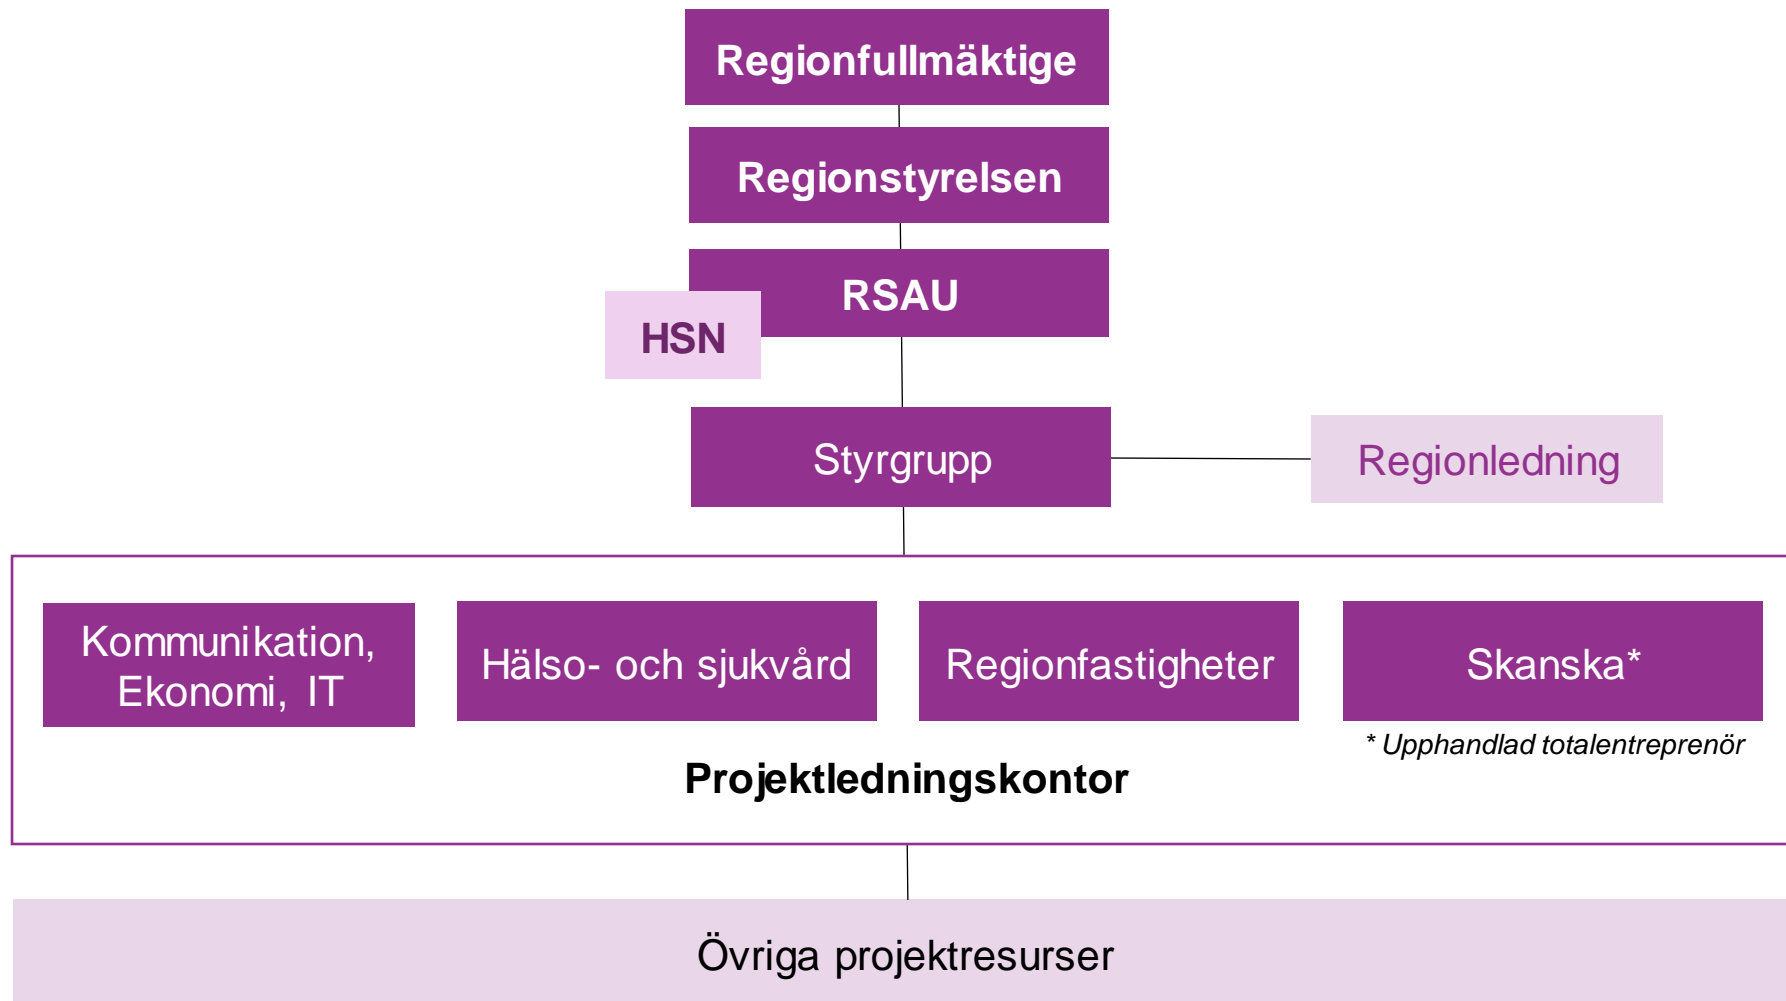 Regionfullmäktige
Regionstyrelsen
RSAU
HSN
Styrgrupp
Regionledning
Kommunikation,
Ekonomi, IT
Hälso- och sjukvård
Regionfastigheter
Skanska*
* Upphandlad totalentreprenör
Projektledningskontor
Övriga projektresurser